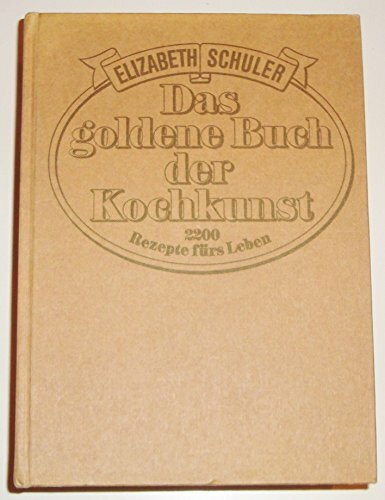 ELIZABETH SCHULER
Das
goldene Buch
der
Kochkunst
2200
Rezepte fürs Leben